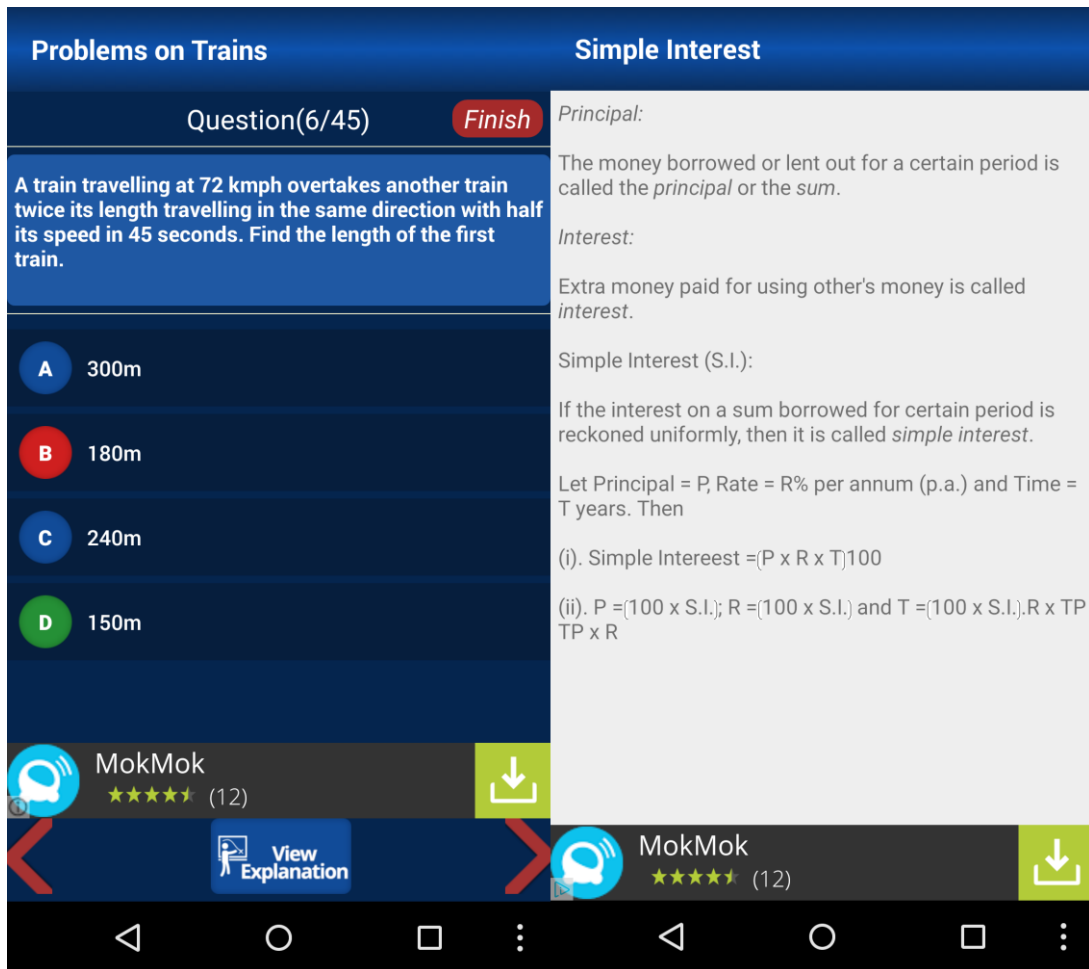 Problems on Trains
Question(6/45)
Finish
A train travelling at 72 kmph overtakes another train
twice its length travelling in the same direction with half
its speed in 45 seconds. Find the length of the first
train.
A 300m
B 180m
C 240m
D 150m
MokMok
(12)
View
Explanation
Simple Interest
Principal:
The money borrowed or lent out for a certain period is
called the principal or the sum.
Interest:
Extra money paid for using other's money is called
interest.
Simple Interest (S.I.):
If the interest on a sum borrowed for certain period is
reckoned uniformly, then it is called simple interest.
Let Principal = P, Rate = R% per annum (p.a.) and Time =
T years. Then
(i). Simple Intereest =(P x R x T)100
(ii). P =(100 x S.I.); R =(100 x S.I.) and T =(100 x S.I.).R x TP
TP x R
MokMok
(12)